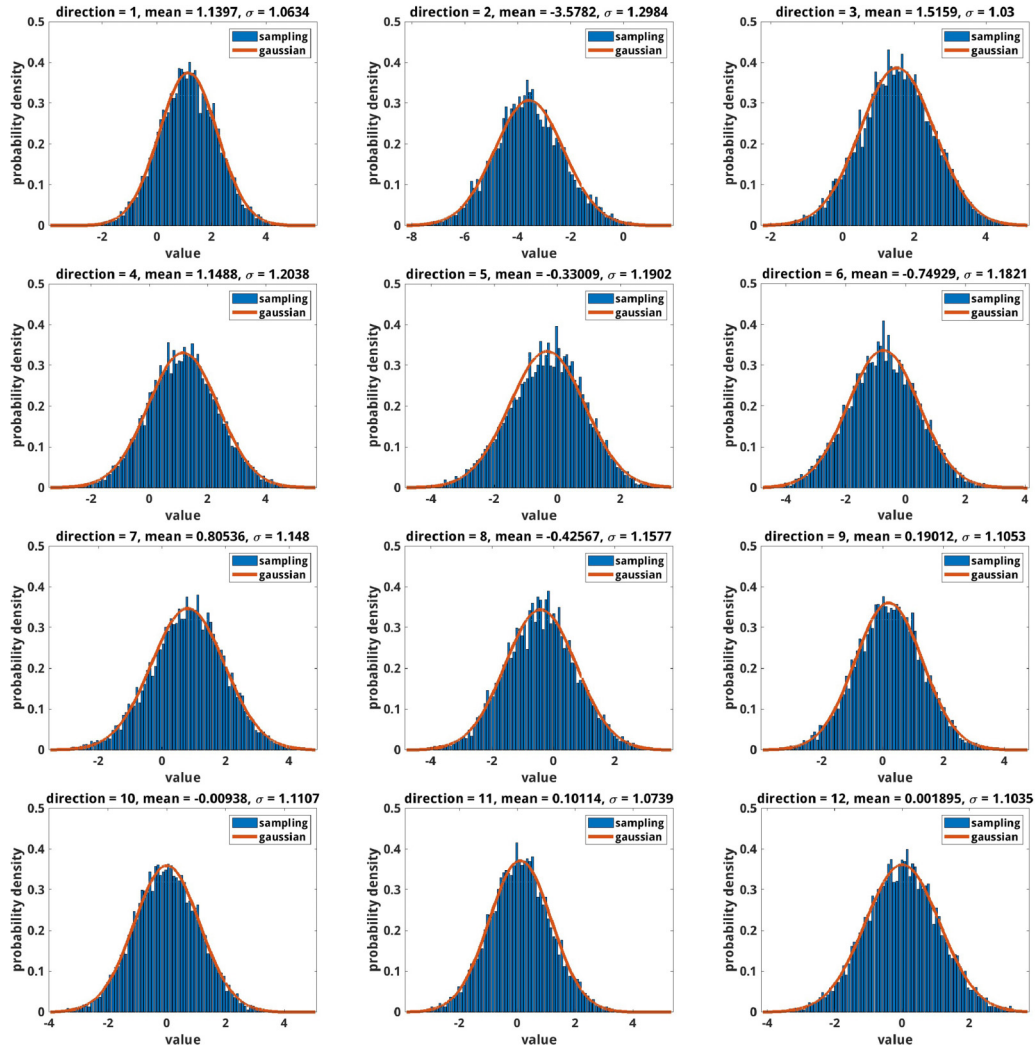 direction = 1, mean = 1.1397, σ = 1.0634
0.5
0.4
0.3
0.2
0.1
0
probability density
sampling
gaussian
-2
0
2
4
value
direction = 2, mean = -3.5782, σ = 1.2984
0.5
0.4
0.3
0.2
0.1
0
probability density
sampling
gaussian
-8
-6
-4
-2
0
value
direction = 3, mean = 1.5159, σ = 1.03
0.5
0.4
0.3
0.2
0.1
0
probability density
sampling
gaussian
-2
0
2
4
value
direction = 4, mean = 1.1488, σ = 1.2038
0.5
0.4
0.3
0.2
0.1
0
probability density
sampling
gaussian
-2
0
2
4
value
direction = 5, mean = -0.33009, σ = 1.1902
0.5
0.4
0.3
0.2
0.1
0
probability density
sampling
gaussian
-4
-2
0
2
value
direction = 6, mean = -0.74929, σ = 1.1821
0.5
0.4
0.3
0.2
0.1
0
probability density
sampling
gaussian
-4
-2
0
2
4
value
direction = 7, mean = 0.80536, σ = 1.148
0.5
0.4
0.3
0.2
0.1
0
probability density
sampling
gaussian
-2
0
2
4
value
direction = 8, mean = -0.42567, σ = 1.1577
0.5
0.4
0.3
0.2
0.1
0
probability density
sampling
gaussian
-4
-2
0
2
value
direction = 9, mean = 0.19012, σ = 1.1053
0.5
0.4
0.3
0.2
0.1
0
probability density
sampling
gaussian
-2
0
2
4
value
direction = 10, mean = -0.00938, σ = 1.1107
0.5
0.4
0.3
0.2
0.1
0
probability density
sampling
gaussian
-4
-2
0
2
4
value
direction = 11, mean = 0.10114, σ = 1.0739
0.5
0.4
0.3
0.2
0.1
0
probability density
sampling
gaussian
-2
0
2
4
value
direction = 12, mean = 0.001895, σ = 1.1035
0.5
0.4
0.3
0.2
0.1
0
probability density
sampling
gaussian
-4
-2
0
2
value